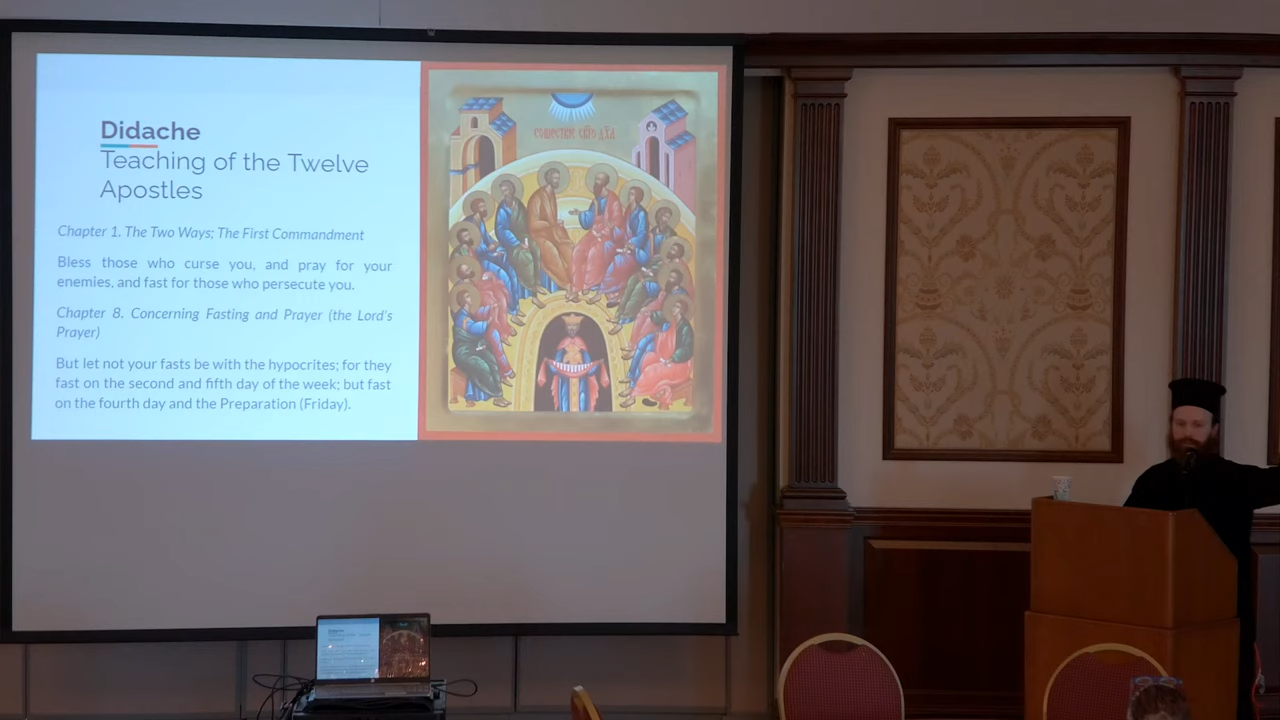 Didache
Teaching of the Twelve
Apostles
Chapter 1. The Two Ways; The First Commandment
Bless those who curse you, and pray for your
enemies, and fast for those who persecute you.
Chapter 8. Concerning Fasting and Prayer (the Lord's
Prayer)
But let not your fasts be with the hypocrites; for they
fast on the second and fifth day of the week; but fast
on the fourth day and the Preparation (Friday).